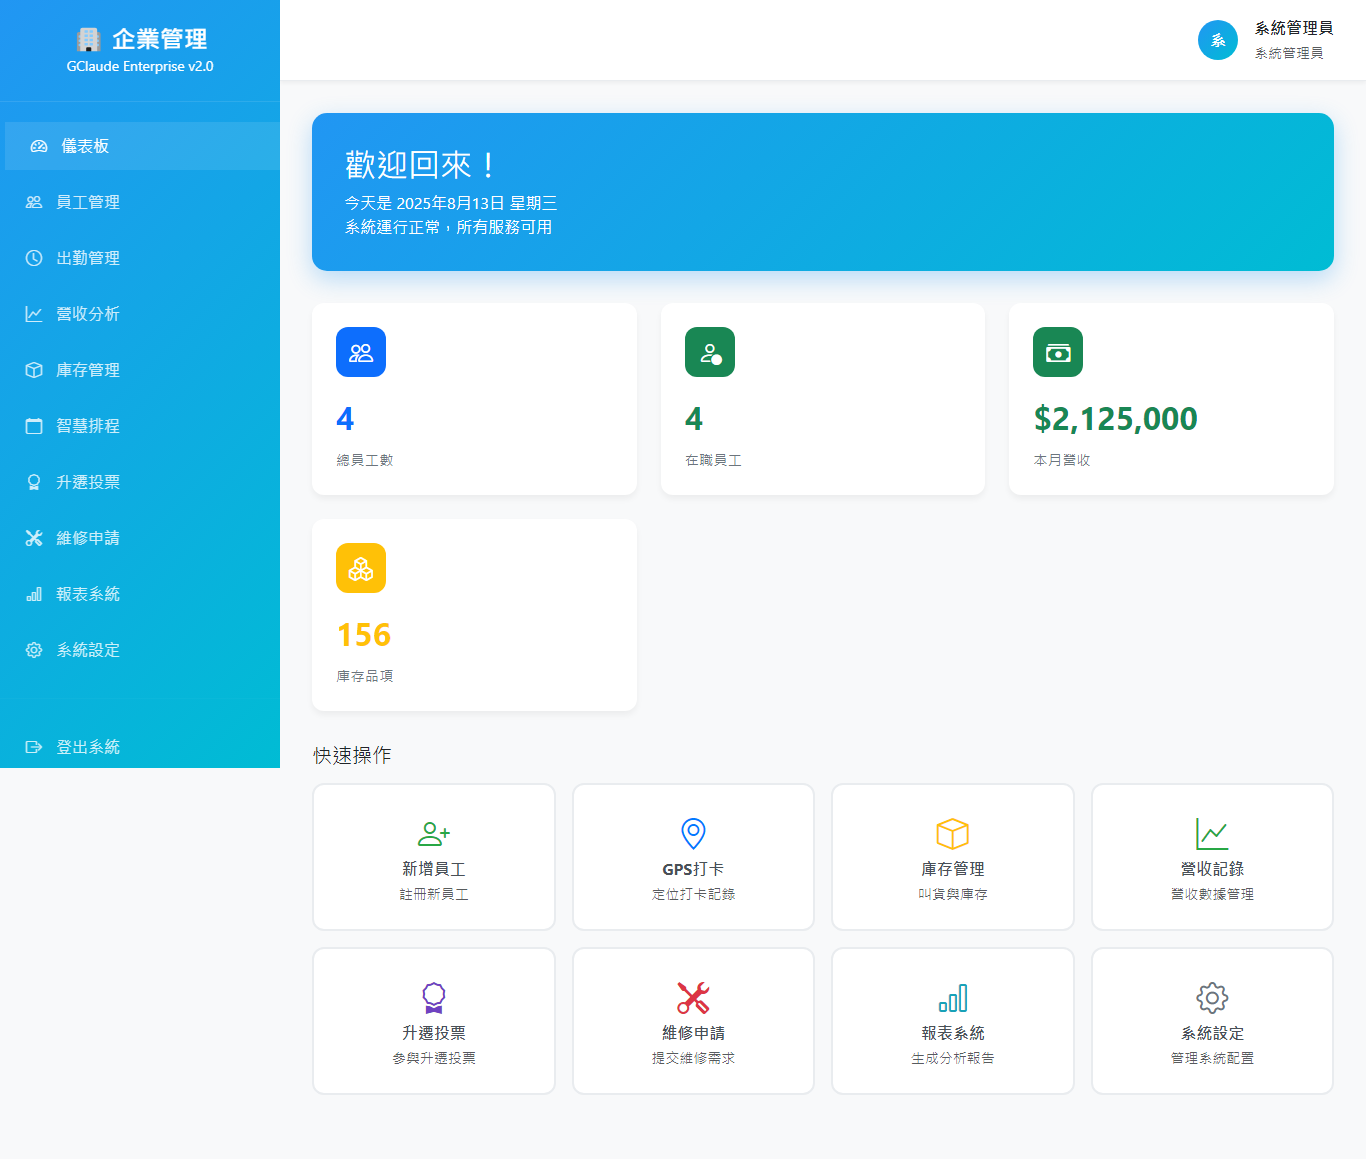 企業管理
GClaude Enterprise v2.0
儀表板
員工管理
出勤管理
營收分析
庫存管理
智慧排程
升遷投票
維修申請
報表系統
系統設定
登出系統
系
系統管理員
系統管理員
歡迎回來！
今天是 2025年8月13日 星期三
系統運行正常，所有服務可用
4
總員工數
4
在職員工
$2,125,000
本月營收
156
庫存品項
快速操作
新增員工
註冊新員工
GPS打卡
定位打卡記錄
庫存管理
叫貨與庫存
營收記錄
營收數據管理
升遷投票
參與升遷投票
維修申請
提交維修需求
報表系統
生成分析報告
系統設定
管理系統配置